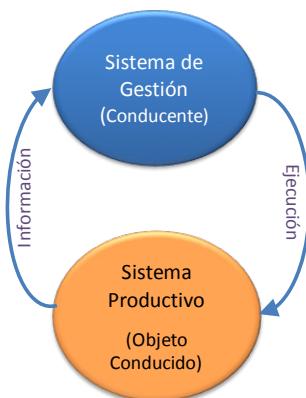 Sistema de
Gestión
(Conducente)
Información
Ejecución
Sistema
Productivo
(Objeto
Conducido)